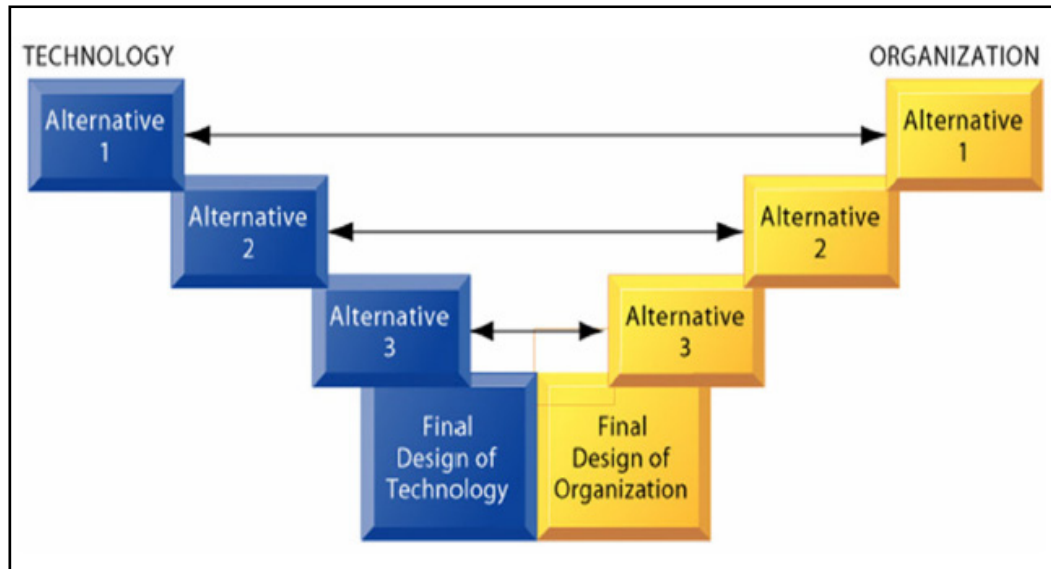 TECHNOLOGY
ORGANIZATION
Alternative
1
Alternative
1
Alternative
2
Alternative
2
Alternative
3
Alternative
3
Final
Design of
Technology
Final
Design of
Organization